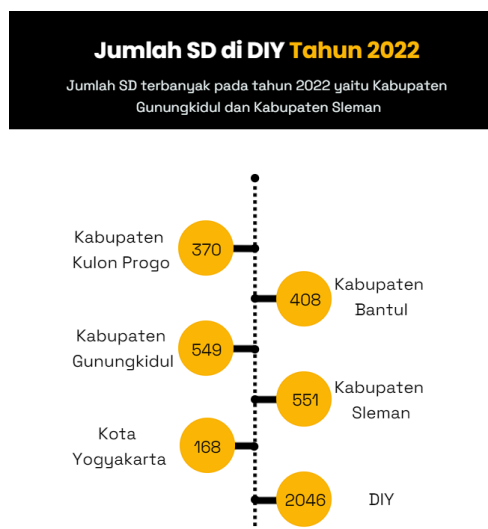 Jumlah SD di DIY Tahun 2022
Jumlah SD terbanyak pada tahun 2022 yaitu Kabupaten
Gunungkidul dan Kabupaten Sleman
Kabupaten
Kulon Progo
370
408
Kabupaten
Bantul
Kabupaten
Gunungkidul
549
551
Kabupaten
Sleman
Kota
Yogyakarta
168
2046
DIY